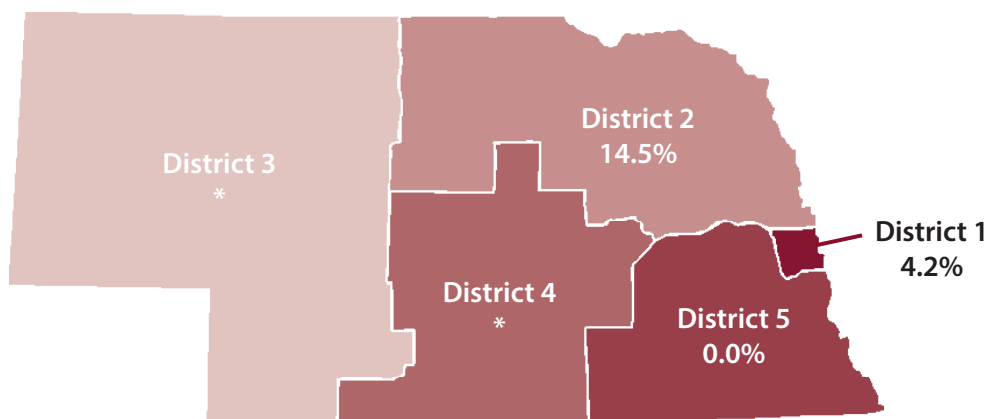 District 2
14.5%
District 3
*
District 1
4.2%
District 4
*
District 5
0.0%